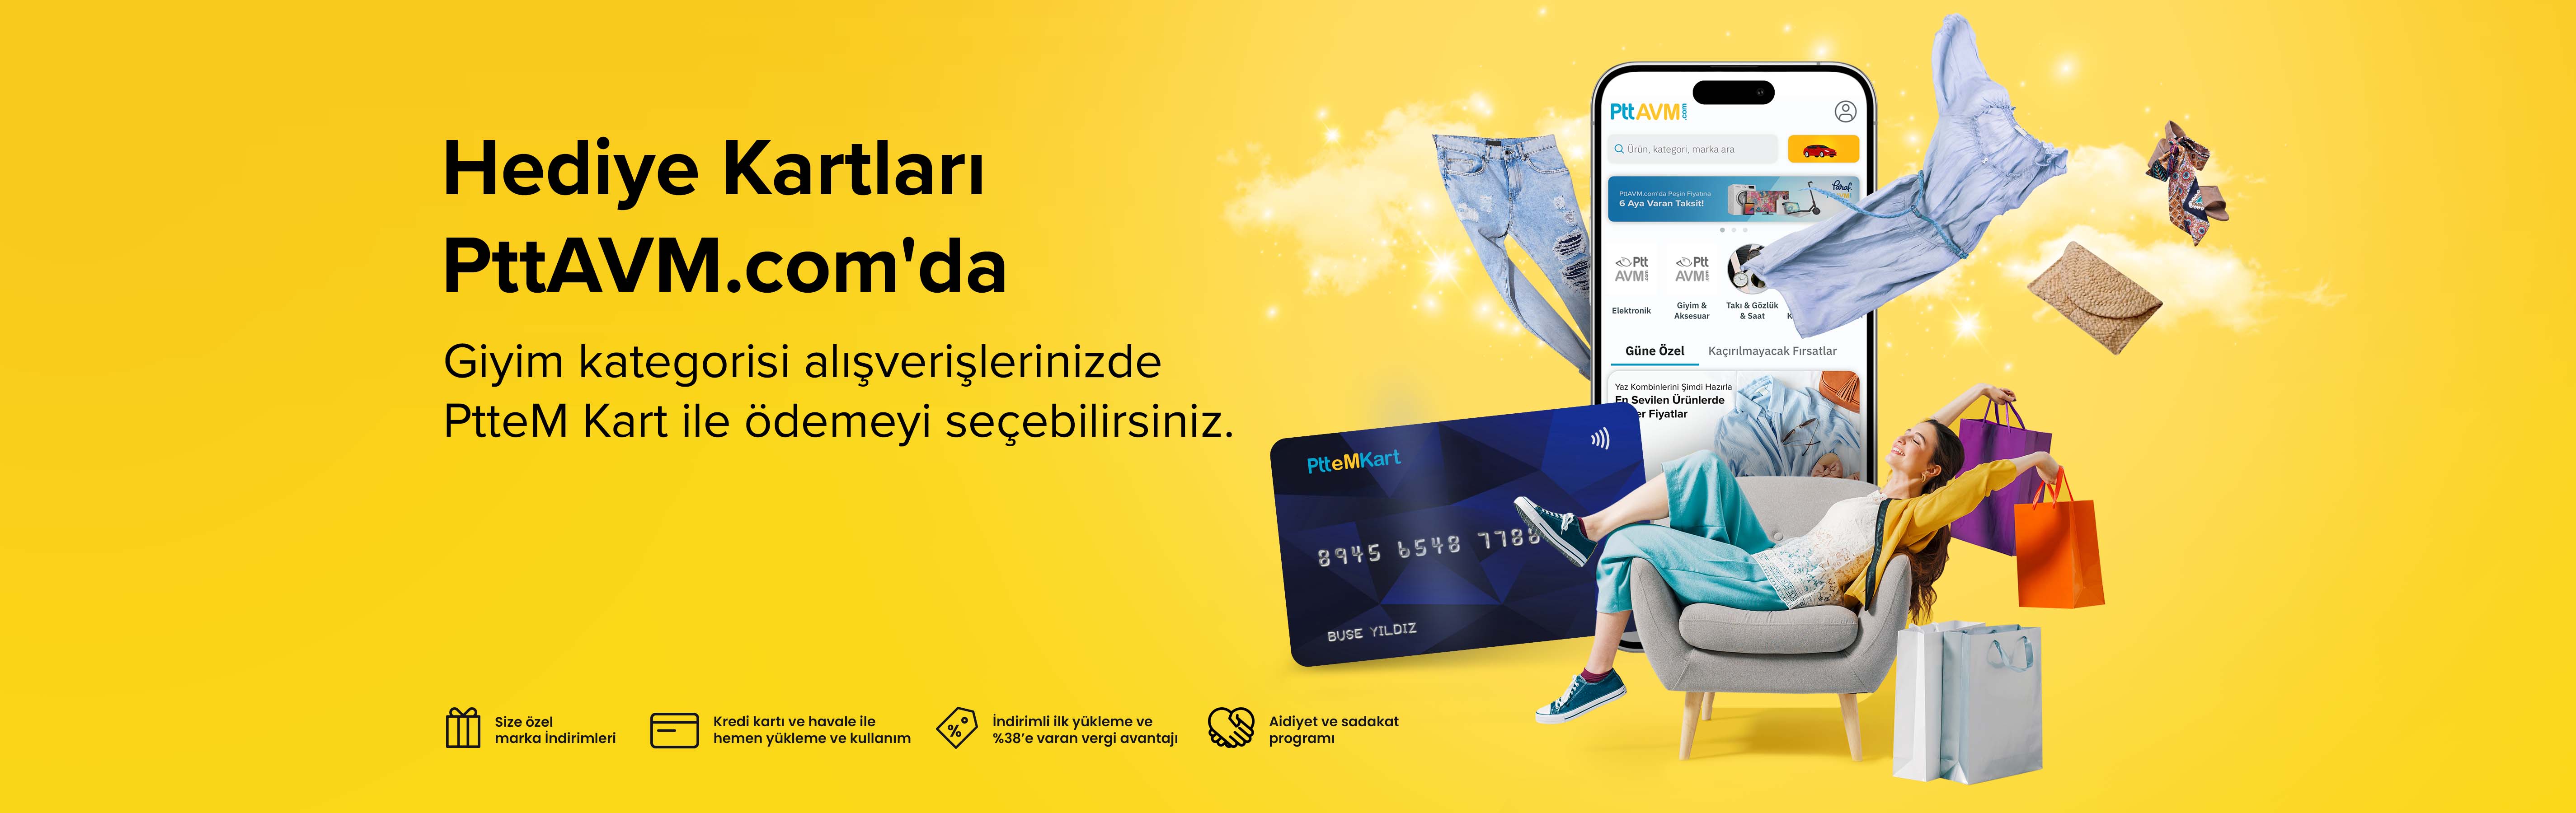 Hediye Kartları
PttAVM.com'da
Giyim kategorisi alışverişlerinizde
PtteM Kart ile ödemeyi seçebilirsiniz.
Size özel
marka İndirimleri
Kredi kartı ve havale ile
hemen yükleme ve kullanım
İndirimli ilk yükleme ve
%38’e varan vergi avantajı
Aidiyet ve sadakat
programı
%
PtteMKart
8945 6548 7788
BUSE YILDIZ
PttAVM.com
Ürün, kategori, marka ara
PttAVM.com'da Peşin Fiyatına
6 Aya Varan Taksit!
Paraf
Ptt
AVM.com
Ptt
AVM.com
Elektronik
Giyim &
Aksesuar
Takı & Gözlük
& Saat
Güne Özel
Kaçırılmayacak Fırsatlar
Yaz Kombinlerini Şimdi Hazırla
En Sevilen Ürünlerde
Fiyatlar